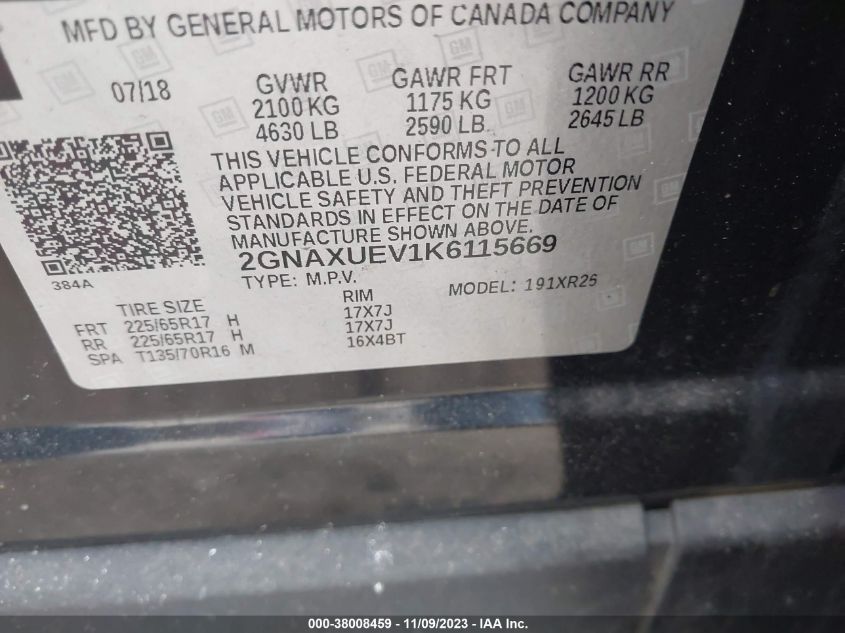 MFD BY GENERAL MOTORS OF CANADA COMPANY
07/18 GVWR GAWR FRT GAWR RR
2100 KG 1175 KG 1200 KG
4630 LB 2590 LB 2645 LB
THIS VEHICLE CONFORMS TO ALL
APPLICABLE U.S. FEDERAL MOTOR
VEHICLE SAFETY AND THEFT PREVENTION
STANDARDS IN EFFECT ON THE DATE OF
MANUFACTURE SHOWN ABOVE.
2GNAXUEV1K6115669
384A TYPE: M.P.V. MODEL: 191XR26
TIRE SIZE RIM
FRT 225/65R17 H 17X7J
RR 225/65R17 H 17X7J
SPA T135/70R16 M 16X4BT
GM
000-38008459 - 11/09/2023 - IAA Inc.